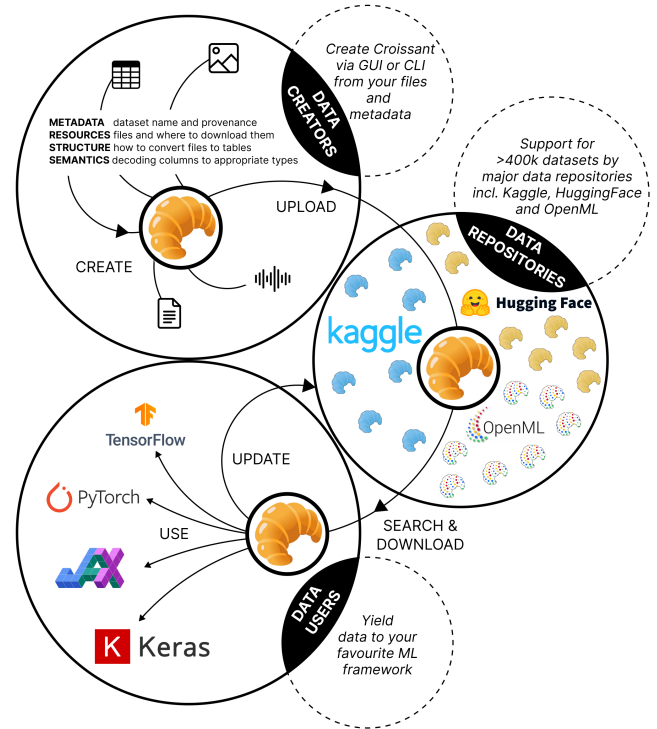 Create Croissant
via GUI or CLI
from your files
and
metadata
DATA
CREATORS
METADATA dataset name and provenance
RESOURCES files and where to download them
STRUCTURE how to convert files to tables
SEMANTICS decoding columns to appropriate types
UPLOAD
CREATE
Support for
>400k datasets by
major data repositories
incl. Kaggle, HuggingFace
and OpenML
DATA
REPOSITORIES
Hugging Face
kaggle
OpenML
SEARCH &
DOWNLOAD
UPDATE
TensorFlow
PyTorch
USE
JAX
K Keras
DATA
USERS
Yield
data to your
favourite ML
framework